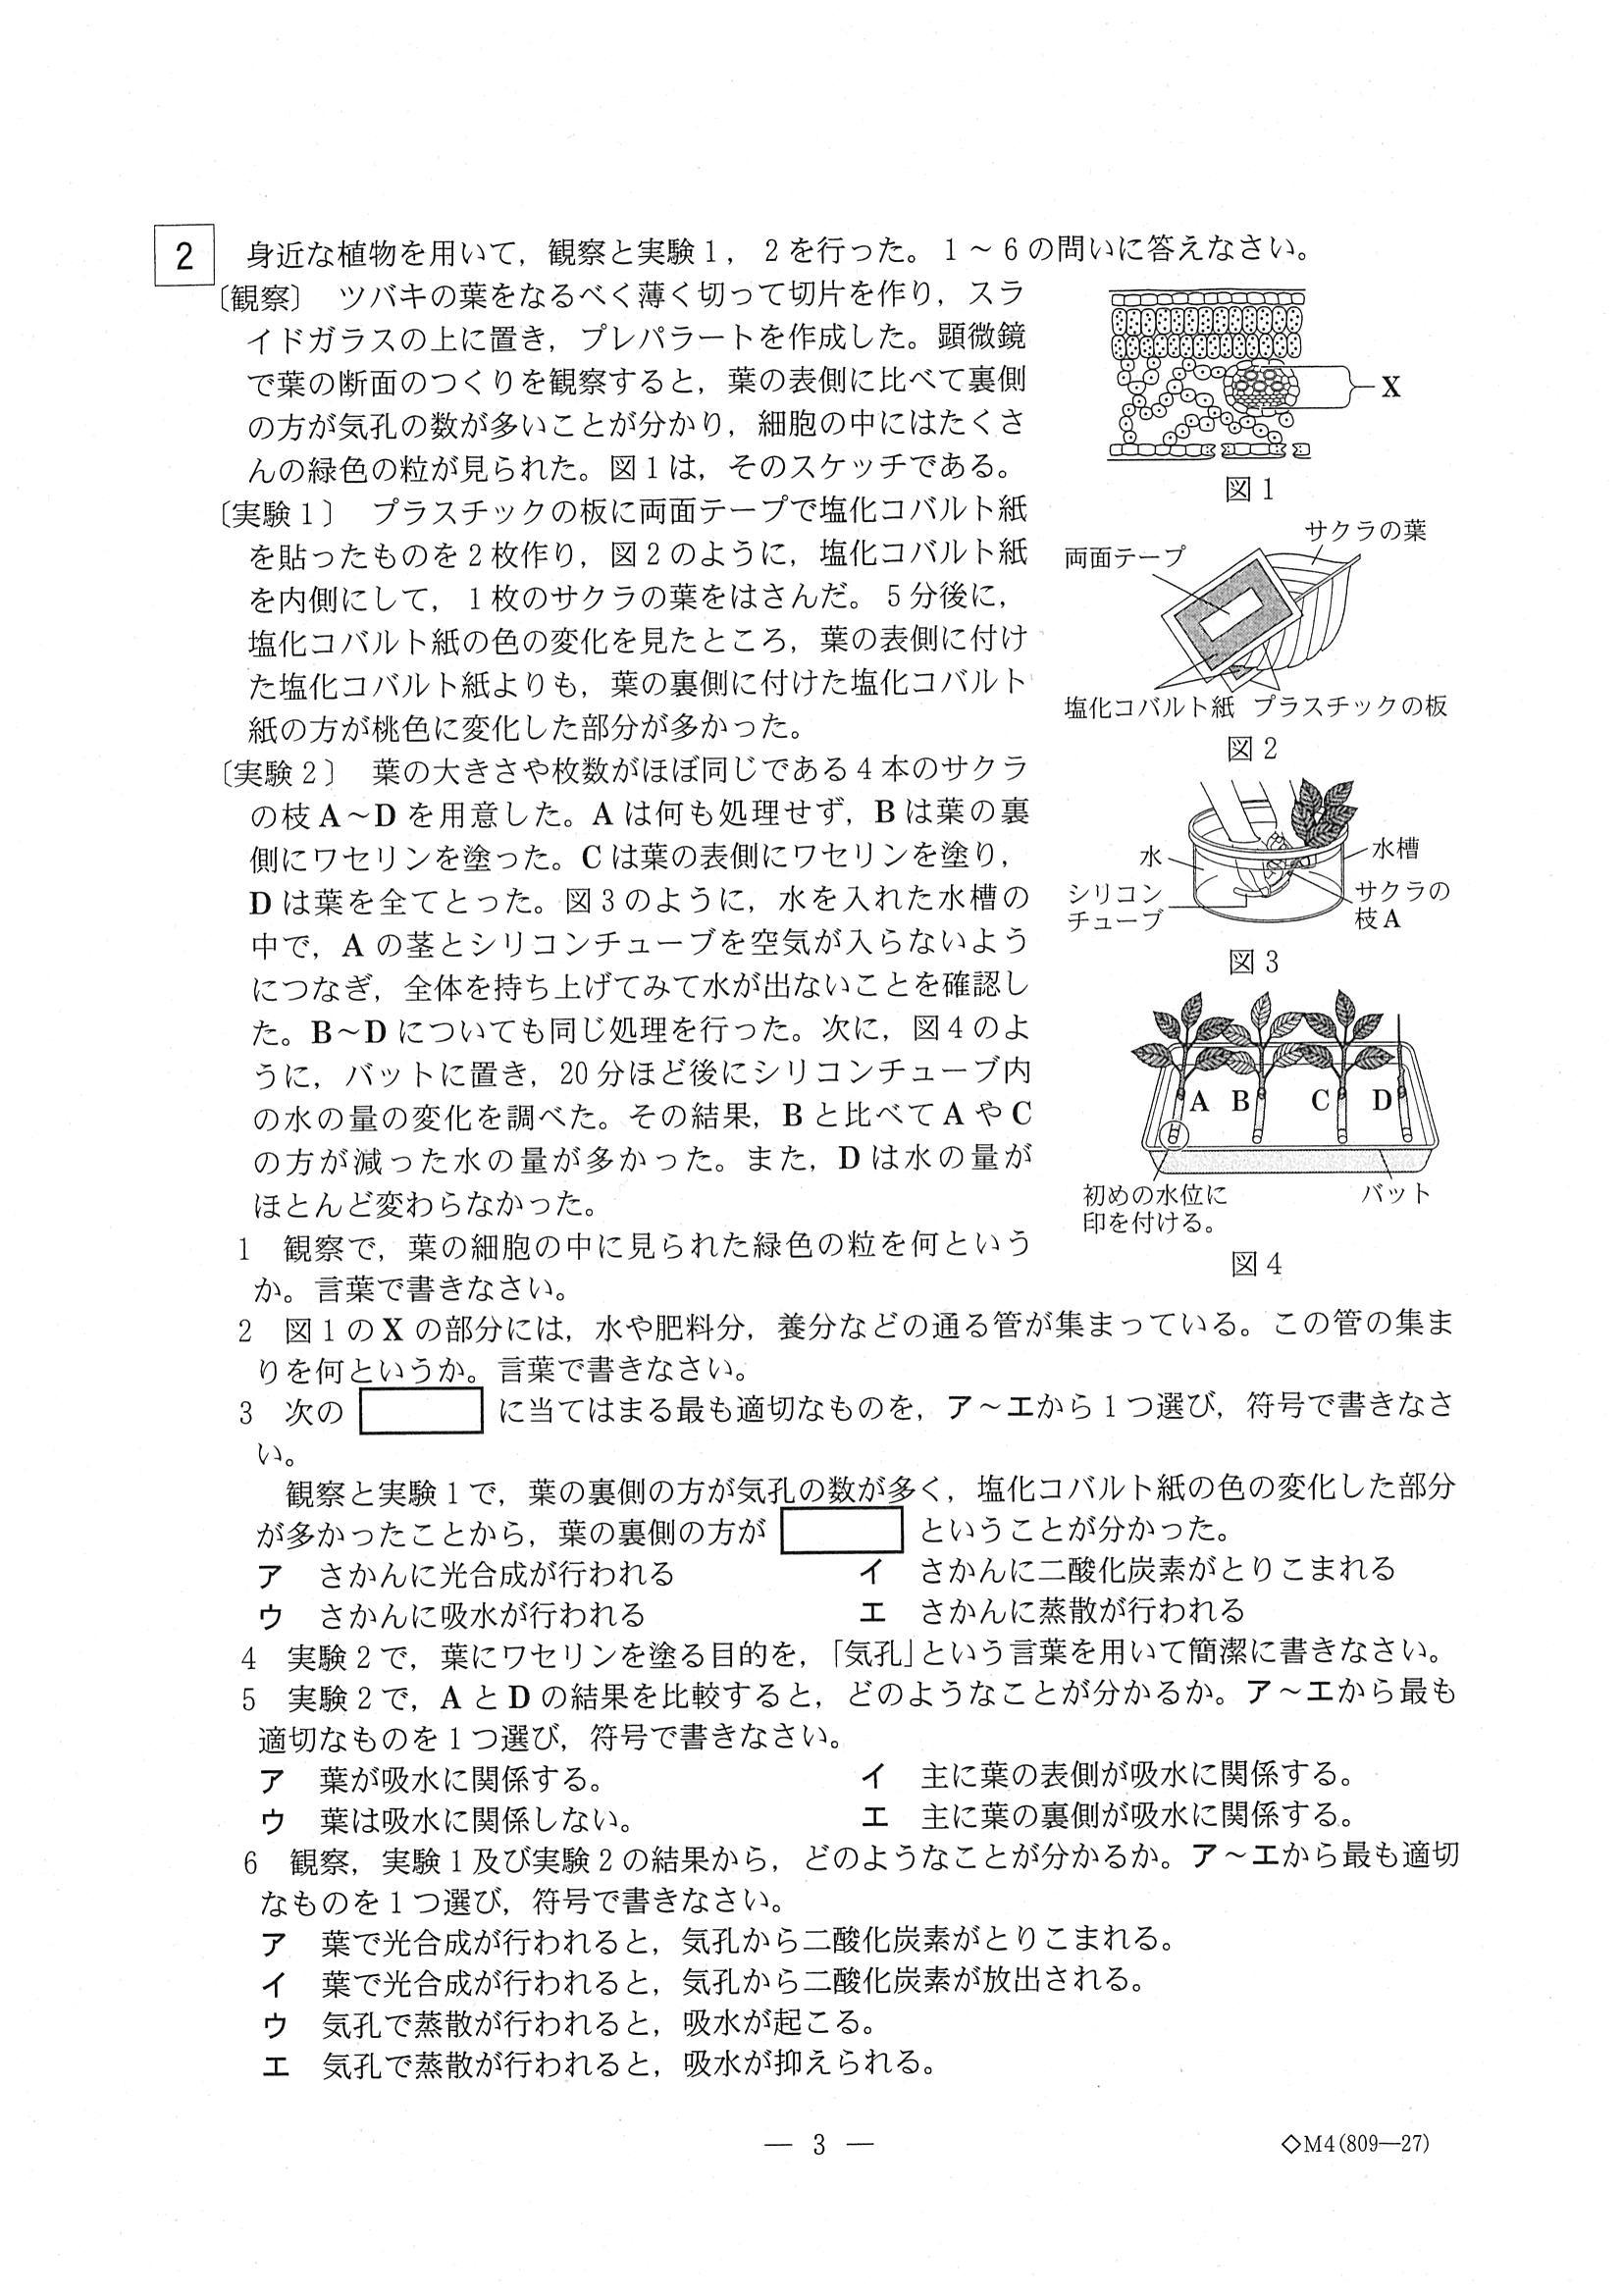 2　身近な植物を用いて，観察と実験1，2を行った。1～6の問いに答えなさい。
〔観察〕　ツバキの葉をなるべく薄く切って切片を作り，スラ
イドガラスの上に置き，プレパラートを作成した。顕微鏡
で葉の断面のつくりを観察すると，葉の表側に比べて裏側
の方が気孔の数が多いことが分かり，細胞の中にはたくさ
んの緑色の粒が見られた。図1は，そのスケッチである。
〔実験1〕　プラスチックの板に両面テープで塩化コバルト紙
を貼ったものを2枚作り，図2のように，塩化コバルト紙
を内側にして，1枚のサクラの葉をはさんだ。5分後に，
塩化コバルト紙の色の変化を見たところ，葉の表側に付け
た塩化コバルト紙よりも，葉の裏側に付けた塩化コバルト
紙の方が桃色に変化した部分が多かった。
〔実験2〕　葉の大きさや枚数がほぼ同じである4本のサクラ
の枝A～Dを用意した。Aは何も処理せず，Bは葉の裏
側にワセリンを塗った。Cは葉の表側にワセリンを塗り，
Dは葉を全てとった。図3のように，水を入れた水槽の
中で，Aの茎とシリコンチューブを空気が入らないよう
につなぎ，全体を持ち上げてみて水が出ないことを確認し
た。B～Dについても同じ処理を行った。次に，図4のよ
うに，バットに置き，20分ほど後にシリコンチューブ内
の水の量の変化を調べた。その結果，Bと比べてAやC
の方が減った水の量が多かった。また，Dは水の量が
ほとんど変わらなかった。
X
図1
サクラの葉
両面テープ
塩化コバルト紙　プラスチックの板
図2
水
水槽
シリコン
チューブ
サクラの
枝A
図3
A　B　C　D
初めの水位に
印を付ける。
バット
図4
1　観察で，葉の細胞の中に見られた緑色の粒を何という
か。言葉で書きなさい。
2　図1のXの部分には，水や肥料分，養分などの通る管が集まっている。この管の集ま
りを何というか。言葉で書きなさい。
3　次の　　　に当てはまる最も適切なものを，ア～エから1つ選び，符号で書きなさ
い。
観察と実験1で，葉の裏側の方が気孔の数が多く，塩化コバルト紙の色の変化した部分
が多かったことから，葉の裏側の方が　　　ということが分かった。
ア　さかんに光合成が行われる　イ　さかんに二酸化炭素がとりこまれる
ウ　さかんに吸水が行われる　エ　さかんに蒸散が行われる
4　実験2で，葉にワセリンを塗る目的を，「気孔」という言葉を用いて簡潔に書きなさい。
5　実験2で，AとDの結果を比較すると，どのようなことが分かるか。ア～エから最も
適切なものを1つ選び，符号で書きなさい。
ア　葉が吸水に関係する。　イ　主に葉の表側が吸水に関係する。
ウ　葉は吸水に関係しない。　エ　主に葉の裏側が吸水に関係する。
6　観察，実験1及び実験2の結果から，どのようなことが分かるか。ア～エから最も適切
なものを1つ選び，符号で書きなさい。
ア　葉で光合成が行われると，気孔から二酸化炭素がとりこまれる。
イ　葉で光合成が行われると，気孔から二酸化炭素が放出される。
ウ　気孔で蒸散が行われると，吸水が起こる。
エ　気孔で蒸散が行われると，吸水が抑えられる。
— 3 —
◇M4(809—27)